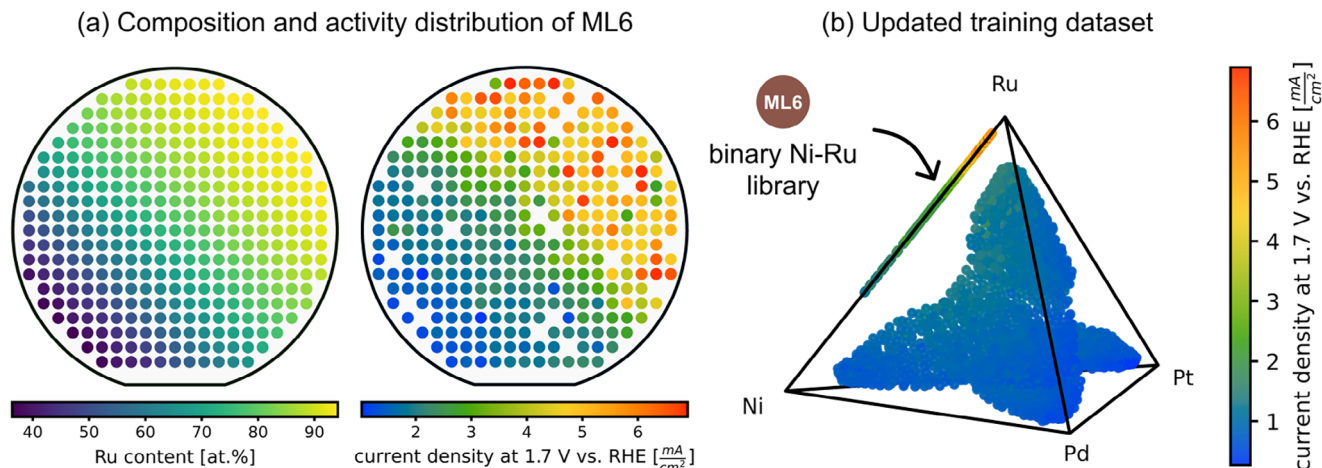 (a) Composition and activity distribution of ML6
40 50 60 70 80 90
Ru content [at.%]
2 3 4 5 6
current density at 1.7 V vs. RHE [mA/cm²]
(b) Updated training dataset
ML6
binary Ni-Ru
library
Ru
Ni
Pt
Pd
6
5
4
3
2
1
current density at 1.7 V vs. RHE [mA/cm²]